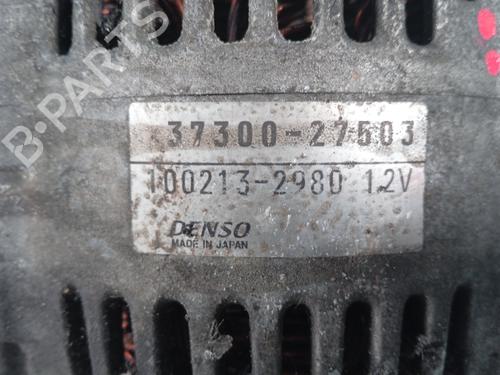 B-PARTS
37300-27503
100213-2980 12V
DENSO
MADE IN JAPAN